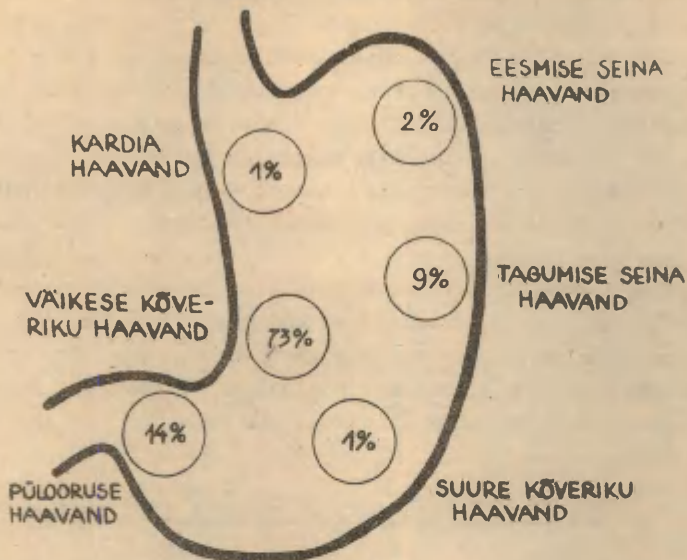 EESMISE SEINA
HAAVAND
2%
KARDIA
HAAVAND
1%
9%
TAGUMISE SEINA
HAAVAND
VÄIKESE KÕVE-
RIKU HAAVAND
73%
14%
1%
PÜLOORUSE
HAAVAND
SUURE KÕVERIKU
HAAVAND